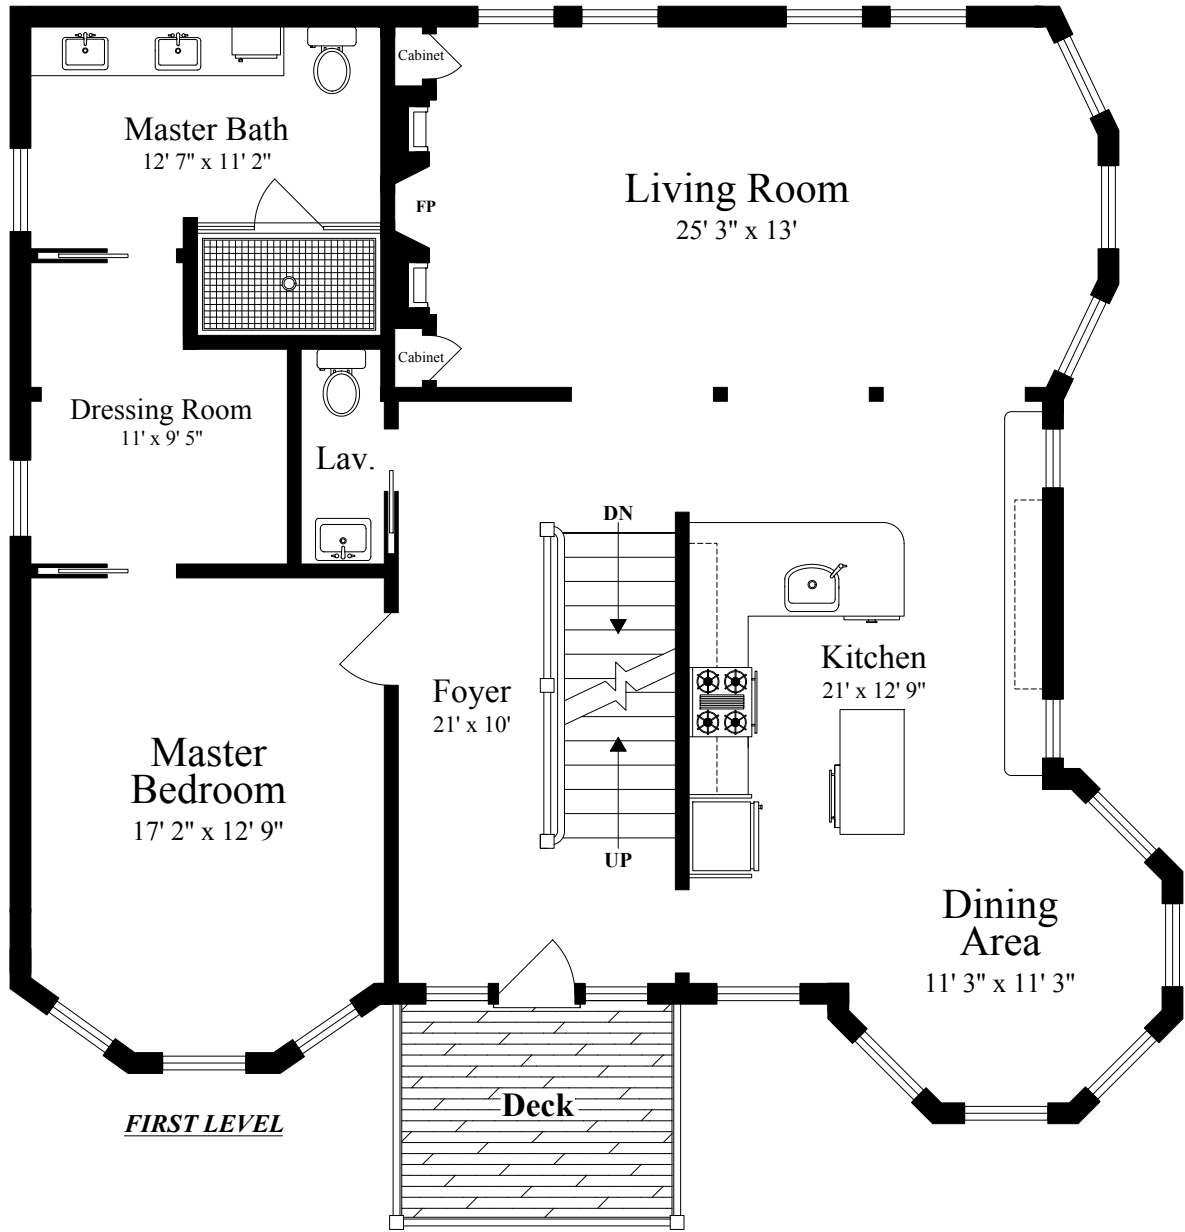 Cabinet
Master Bath
12' 7" x 11' 2"
Living Room
25' 3" x 13'
FP
Cabinet
Dressing Room
11' x 9' 5"
Lav.
DN
Kitchen
21' x 12' 9"
Foyer
21' x 10'
Master
Bedroom
17' 2" x 12' 9"
UP
Dining
Area
11' 3" x 11' 3"
Deck
FIRST LEVEL